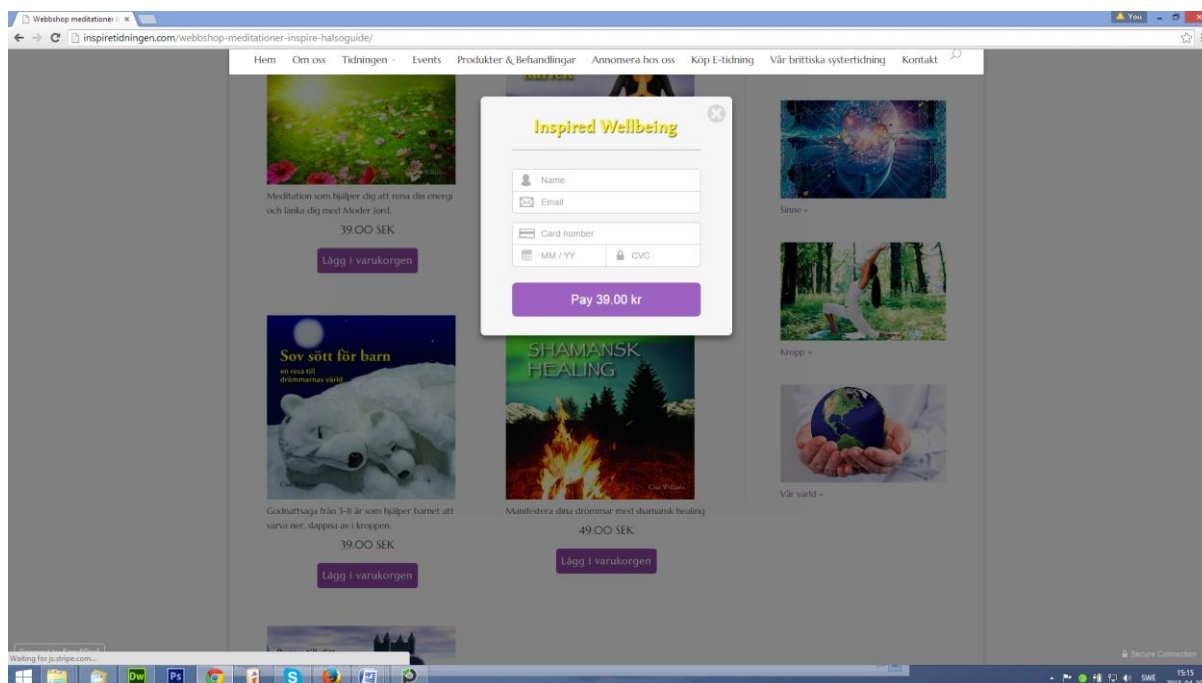 Webbshop meditationer
You
inspiretidningen.com/webbshop-meditationer-inspire-halsoguide/
Hem Om oss Tidningen Events Produkter & Behandlingar Annonsera hos oss Köp E-tidning Vår brittiska systertidning Kontakt
Inspired Wellbeing
Name
Email
Card number
MM / YY
CVC
Pay 39.00 kr
Meditation som hjälper dig att rena din energi
och länka dig med Moder Jord.
39.00 SEK
Lägg i varukorgen
Sov sött för barn
en resa till
drömmarnas värld
Godnattsaga från 3-11 år som hjälper barnet att
varva ner, slappna av i kroppen.
39.00 SEK
Lägg i varukorgen
SHAMANSK
HEALING
Manifestera dina drömmar med shamansk healing
49.00 SEK
Lägg i varukorgen
Sinne »
Kropp »
Vår värld »
Waiting for js.stripe.com...
Secure Connection
Dw
Ps
SWE
15:15